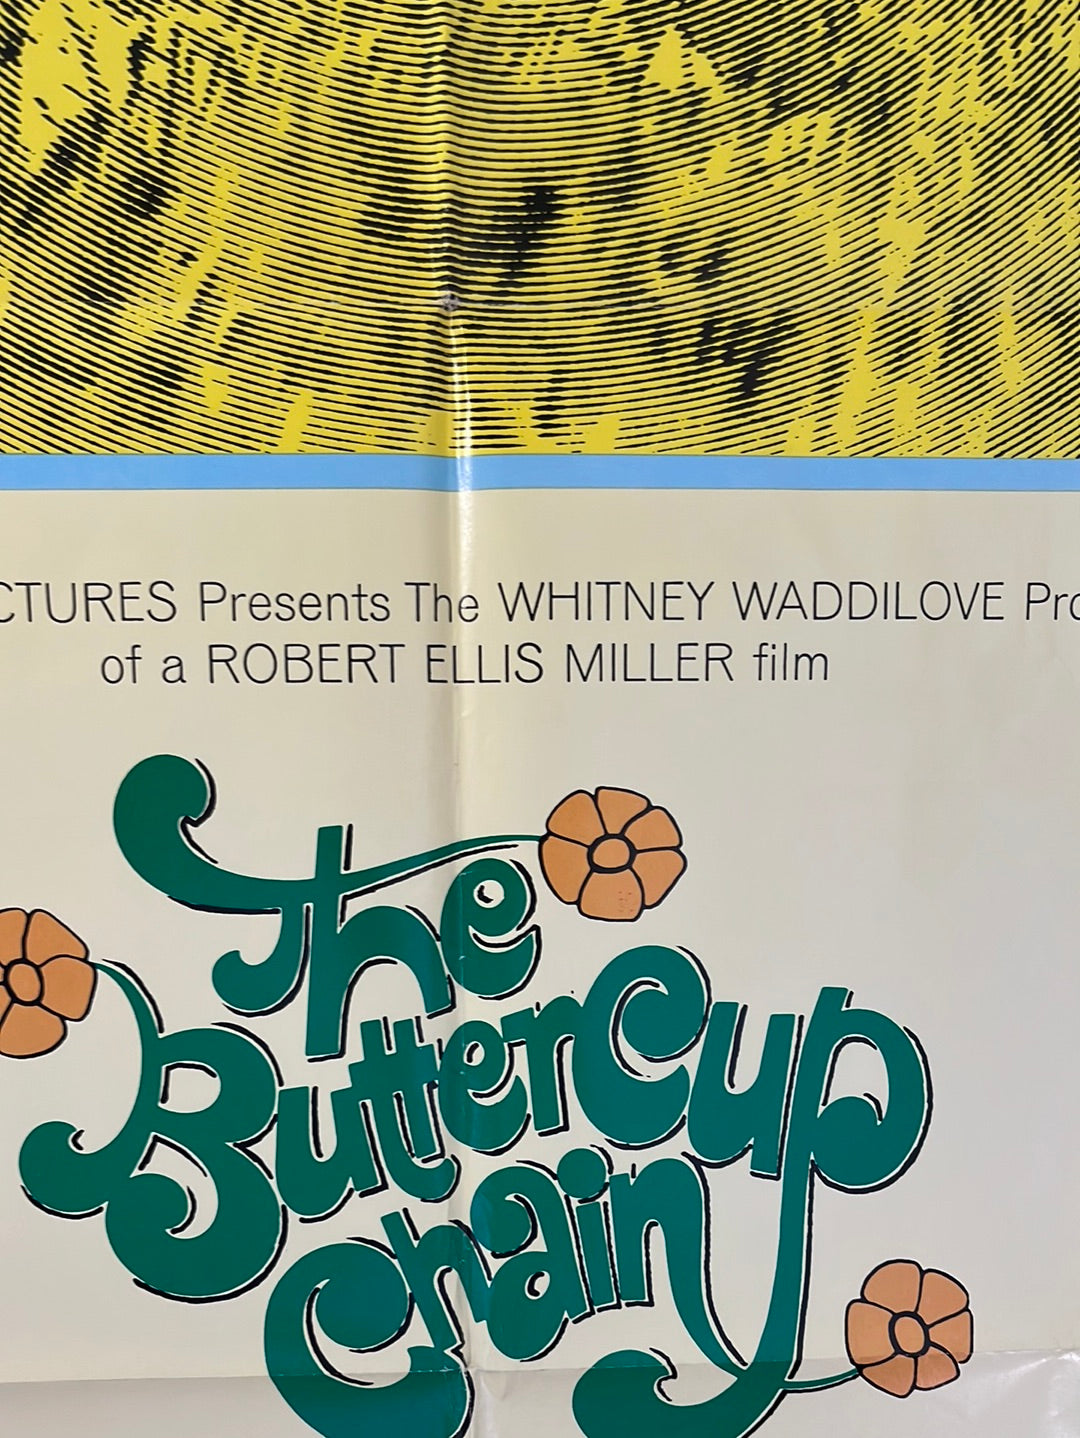 CTURES Presents The WHITNEY WADDILOVE Pro
of a ROBERT ELLIS MILLER film
The
ButterCup
Chain